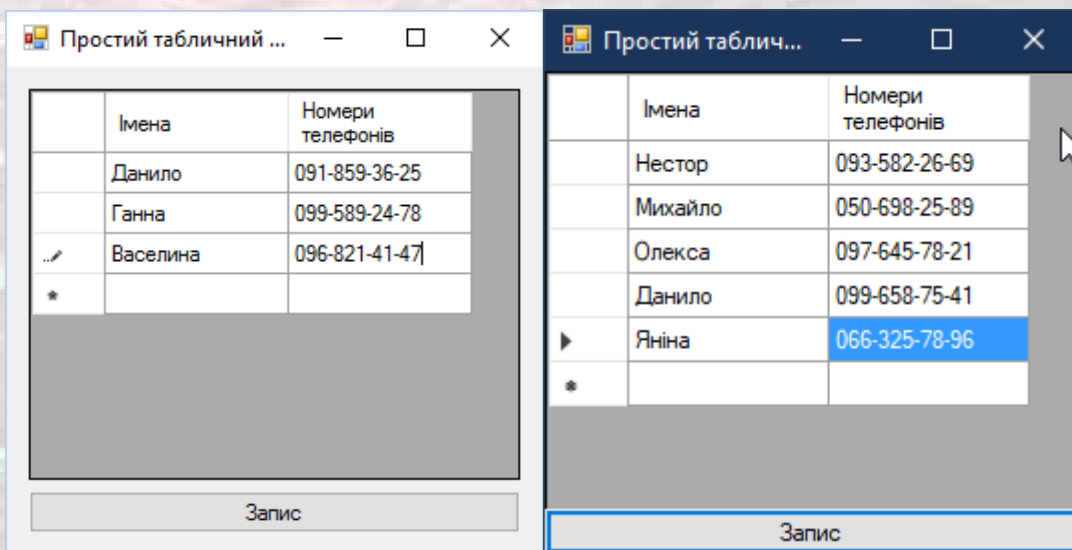 Простий табличний ...
Імена Номери телефонів
Данило 091-859-36-25
Ганна 099-589-24-78
Васелина 096-821-41-47
Запис
Простий таблич...
Імена Номери телефонів
Нестор 093-582-26-69
Михайло 050-698-25-89
Олекса 097-645-78-21
Данило 099-658-75-41
Яніна 066-325-78-96
Запис